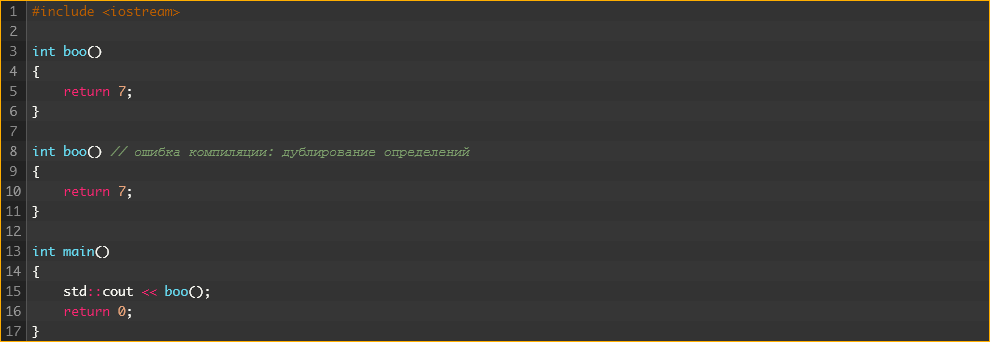 1 #include <iostream>
2
3 int boo()
4 {
5     return 7;
6 }
7
8 int boo() // ошибка компиляции: дублирование определений
9 {
10     return 7;
11 }
12
13 int main()
14 {
15     std::cout << boo();
16     return 0;
17 }